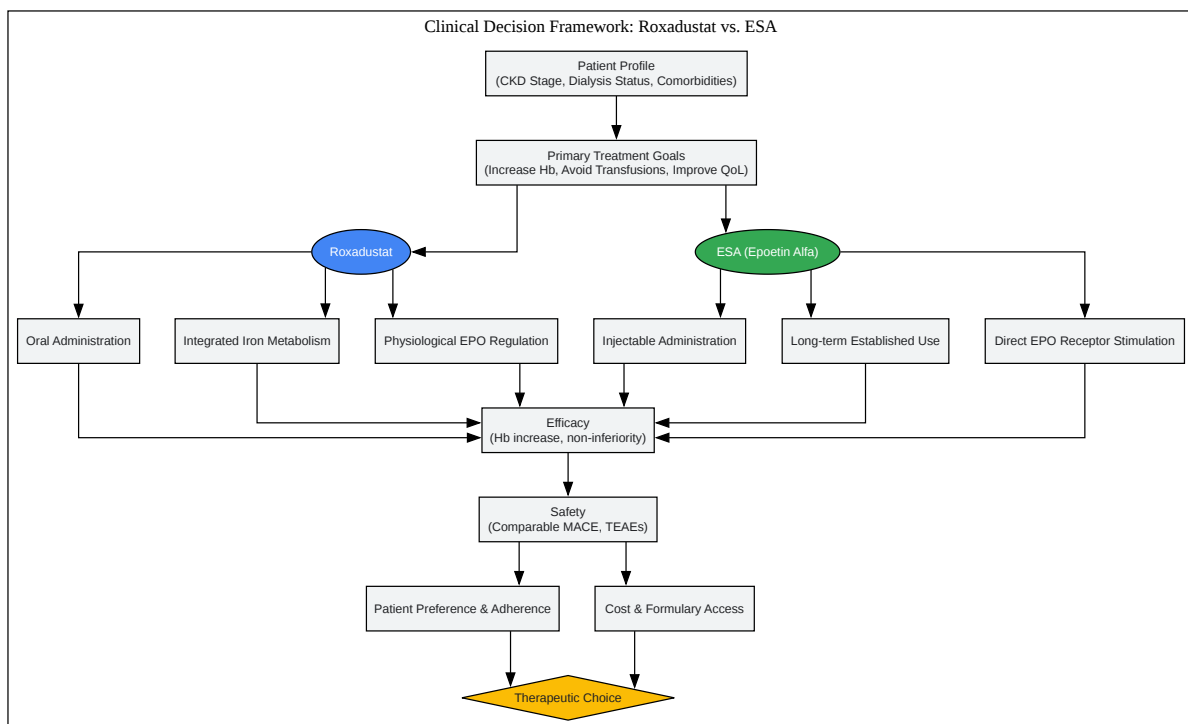 Clinical Decision Framework: Roxadustat vs. ESA
Patient Profile
(CKD Stage, Dialysis Status, Comorbidities)
Primary Treatment Goals
(Increase Hb, Avoid Transfusions, Improve QoL)
Roxadustat
ESA (Epoetin Alfa)
Oral Administration
Integrated Iron Metabolism
Physiological EPO Regulation
Injectable Administration
Long-term Established Use
Direct EPO Receptor Stimulation
Efficacy
(Hb increase, non-inferiority)
Safety
(Comparable MACE, TEAEs)
Patient Preference & Adherence
Cost & Formulary Access
Therapeutic Choice